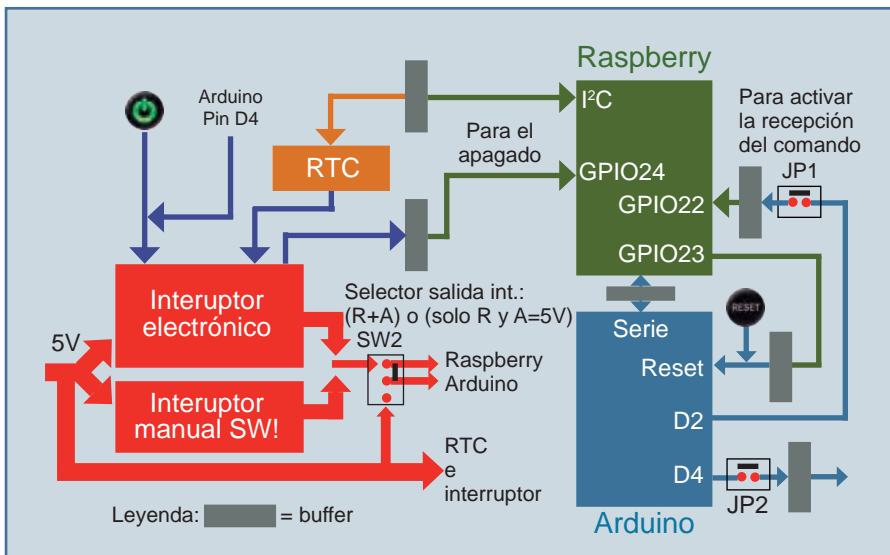 Raspberry
Arduino
Pin D4
I²C
Para activar
la recepción
del comando
JP1
Para el
apagado
RTC
GPIO24
GPIO22
GPIO23
Interuptor
electrónico
Selector salida int.:
(R+A) o (solo R y A=5V)
SW2
RESET
Serie
5V
Raspberry
Arduino
Reset
Interuptor
manual SW!
D2
RTC
e
interruptor
D4
JP2
Leyenda: = buffer
Arduino